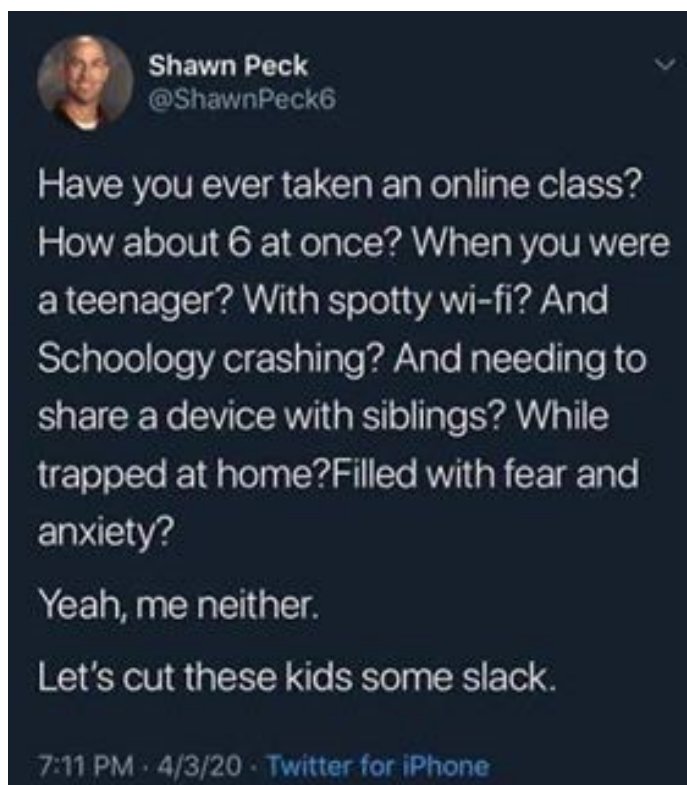 Shawn Peck
@ShawnPeck6
Have you ever taken an online class?
How about 6 at once? When you were
a teenager? With spotty wi-fi? And
Schoology crashing? And needing to
share a device with siblings? While
trapped at home?Filled with fear and
anxiety?
Yeah, me neither.
Let's cut these kids some slack.
7:11 PM · 4/3/20 · Twitter for iPhone